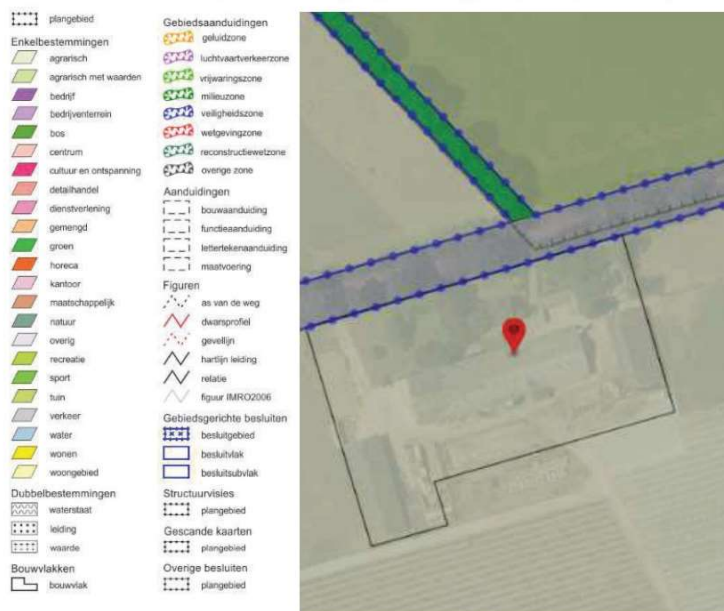 plangebied
Enkelbestemmingen
agrarisch
agrarisch met waarden
bedrijf
bedrijventerrein
bos
centrum
cultuur en ontspanning
detailhandel
dienstverlening
gemengd
groen
horeca
kantoor
maatschappelijk
natuur
overig
recreatie
sport
tuin
verkeer
water
wonen
woongebied
Dubbelbestemmingen
waterstaat
leiding
waarde
Bouwvlakken
bouwvlak
Gebiedsaanduidingen
geluidzone
luchtvaartverkeerzone
vrijwaringszone
milieuzone
veiligheidszone
wetgevingzone
reconstructiewetzone
overige zone
Aanduidingen
bouwaanduiding
functieaanduiding
lettertekenaanduiding
maatvoering
Figuren
as van de weg
dwarsprofiel
gevellijn
hartlijn leiding
relatie
figuur IMRO2006
Gebiedsgerichte besluiten
besluitgebied
besluitvlak
besluitsubvlak
Structuurvisies
plangebied
Gescande kaarten
plangebied
Overige besluiten
plangebied